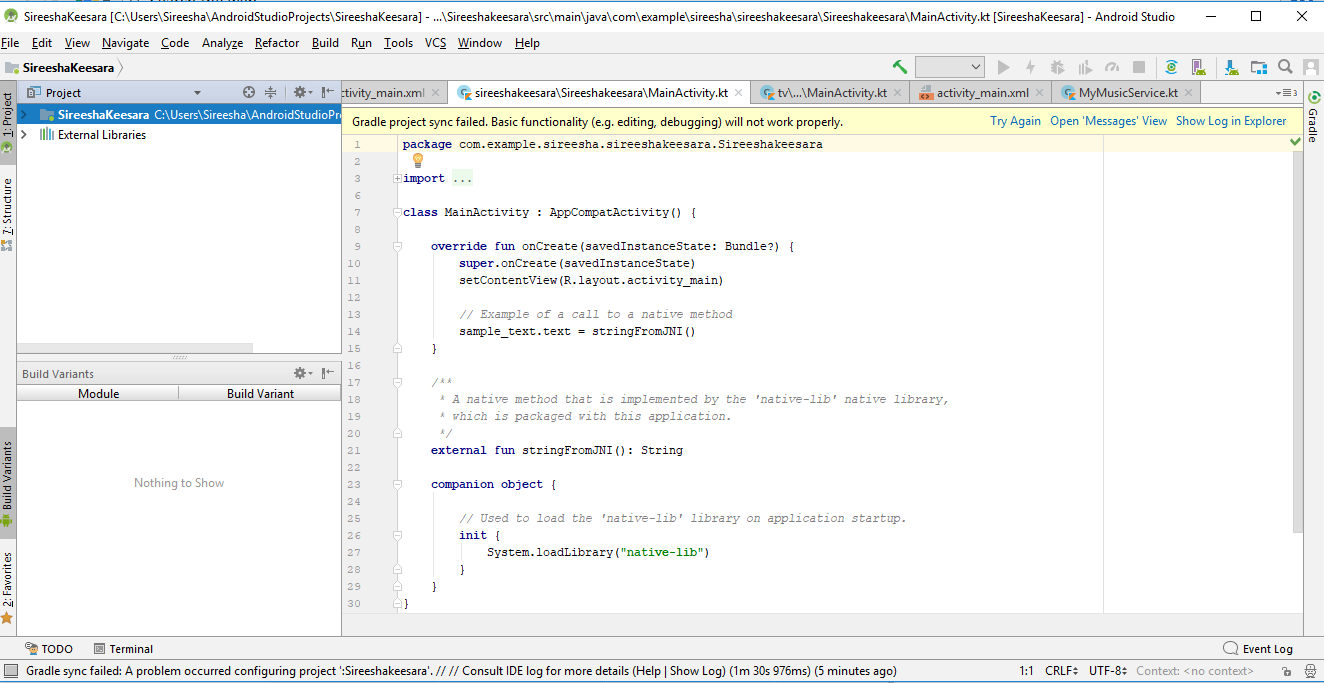 SireeshaKeesara [C:\Users\Sireesha\AndroidStudioProjects\SireeshaKeesara] - ...\Sireeshakeesara\src\main\java\com\example\sireesha\sireeshakeesara\Sireeshakeesara\MainActivity.kt [SireeshaKeesara] - Android Studio
File Edit View Navigate Code Analyze Refactor Build Run Tools VCS Window Help
SireeshaKeesara
Project
ctivity_main.xml sireeshakeesara\Sireeshakeesara\MainActivity.kt tv\...\MainActivity.kt activity_main.xml MyMusicService.kt 3
SireeshaKeesara C:\Users\Sireesha\AndroidStudioPr
External Libraries
Gradle project sync failed. Basic functionality (e.g. editing, debugging) will not work properly. Try Again Open 'Messages' View Show Log in Explorer
1 package com.example.sireesha.sireeshakeesara.Sireeshakeesara
2
3 import ...
6
7 class MainActivity : AppCompatActivity() {
8
9 override fun onCreate(savedInstanceState: Bundle?) {
10 super.onCreate(savedInstanceState)
11 setContentView(R.layout.activity_main)
12
13 // Example of a call to a native method
14 sample_text.text = stringFromJNI()
15 }
16
17 /**
18 * A native method that is implemented by the 'native-lib' native library,
19 * which is packaged with this application.
20 */
21 external fun stringFromJNI(): String
22
23 companion object {
24
25 // Used to load the 'native-lib' library on application startup.
26 init {
27 System.loadLibrary("native-lib")
28 }
29 }
30 }
Build Variants
Module Build Variant
Nothing to Show
1: Project
7: Structure
Build Variants
2: Favorites
Gradle
TODO Terminal Event Log
Gradle sync failed: A problem occurred configuring project ':Sireeshakeesara'. // // Consult IDE log for more details (Help | Show Log) (1m 30s 976ms) (5 minutes ago) 1:1 CRLF UTF-8 Context: <no context>